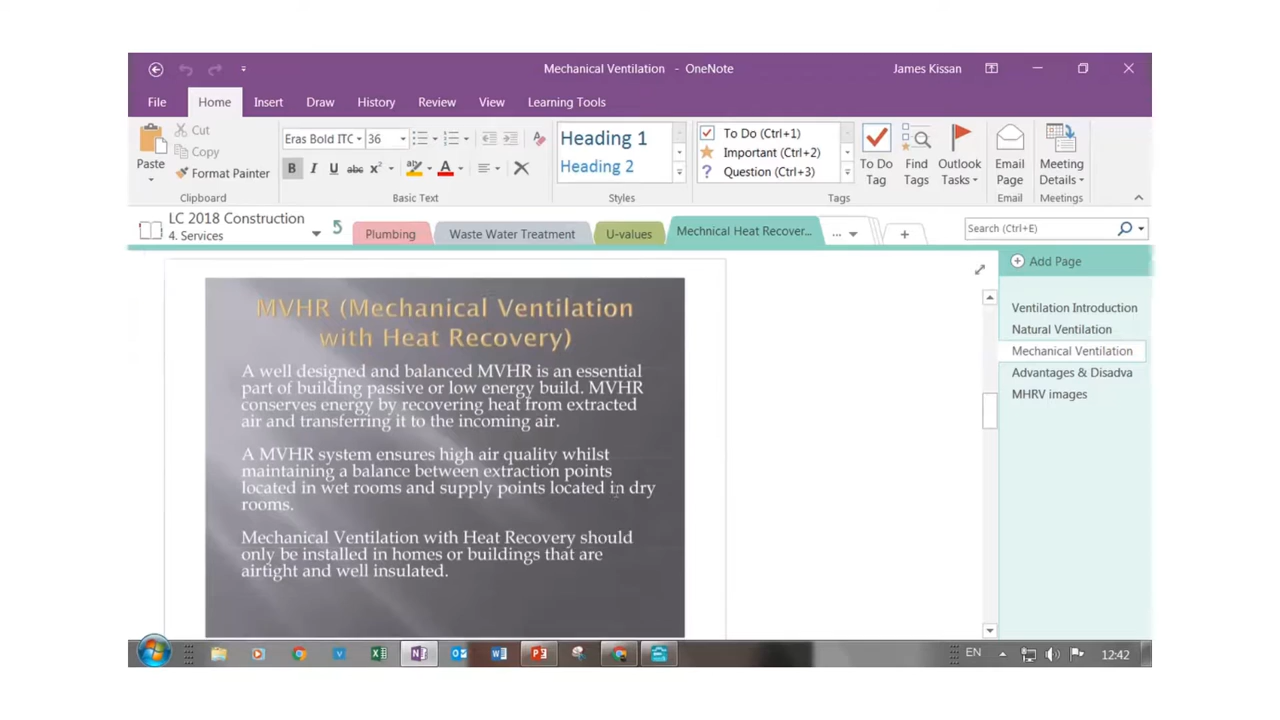 Mechanical Ventilation - OneNote
James Kissan
File Home Insert Draw History Review View Learning Tools
Paste
Cut
Copy
Format Painter
Clipboard
Eras Bold ITC 36
B I U abc x²
Basic Text
Heading 1
Heading 2
Styles
To Do (Ctrl+1)
Important (Ctrl+2)
Question (Ctrl+3)
To Do
Tag
Find
Tags
Outlook
Tasks
Tags
Email
Page
Email
Meeting
Details
Meetings
LC 2018 Construction
4. Services
Plumbing
Waste Water Treatment
U-values
Mechnical Heat Recover...
...
Search (Ctrl+E)
Add Page
Ventilation Introduction
Natural Ventilation
Mechanical Ventilation
Advantages & Disadva
MHRV images
MVHR (Mechanical Ventilation
with Heat Recovery)
A well designed and balanced MVHR is an essential
part of building passive or low energy build. MVHR
conserves energy by recovering heat from extracted
air and transferring it to the incoming air.
A MVHR system ensures high air quality whilst
maintaining a balance between extraction points
located in wet rooms and supply points located in dry
rooms.
Mechanical Ventilation with Heat Recovery should
only be installed in homes or buildings that are
airtight and well insulated.
EN
12:42